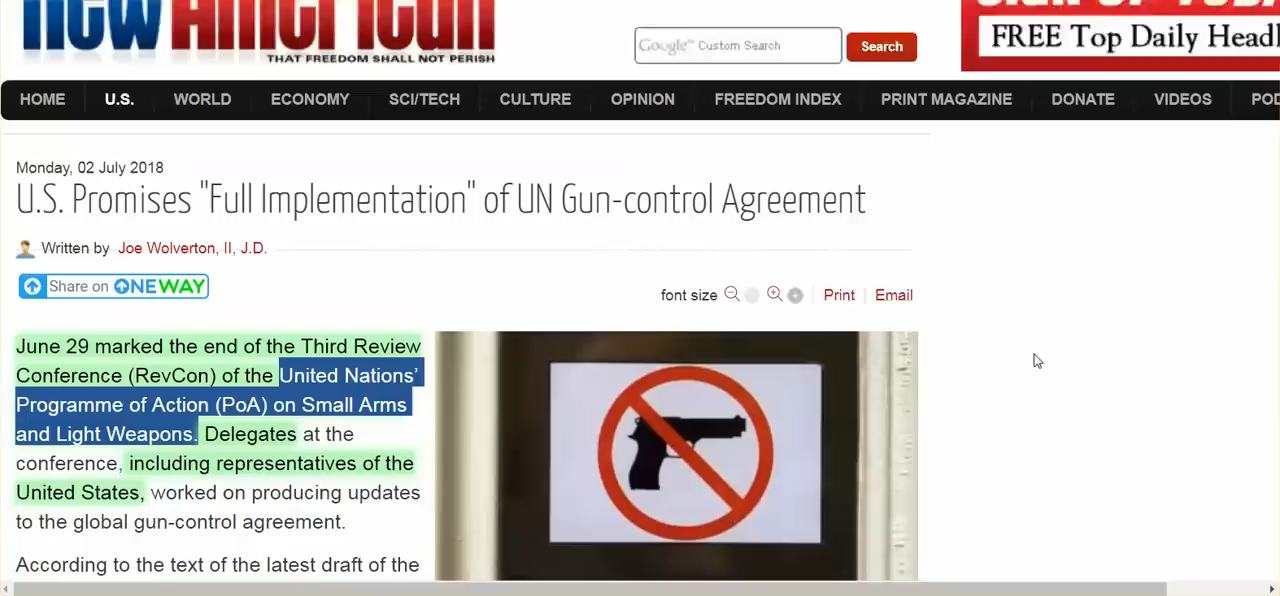 new American
THAT FREEDOM SHALL NOT PERISH
Google™ Custom Search
Search
FREE Top Daily Headl
HOME U.S. WORLD ECONOMY SCI/TECH CULTURE OPINION FREEDOM INDEX PRINT MAGAZINE DONATE VIDEOS
Monday, 02 July 2018
U.S. Promises "Full Implementation" of UN Gun-control Agreement
Written by Joe Wolverton, II, J.D.
Share on ONEWAY
font size Print Email
June 29 marked the end of the Third Review
Conference (RevCon) of the United Nations’
Programme of Action (PoA) on Small Arms
and Light Weapons. Delegates at the
conference, including representatives of the
United States, worked on producing updates
to the global gun-control agreement.
According to the text of the latest draft of the